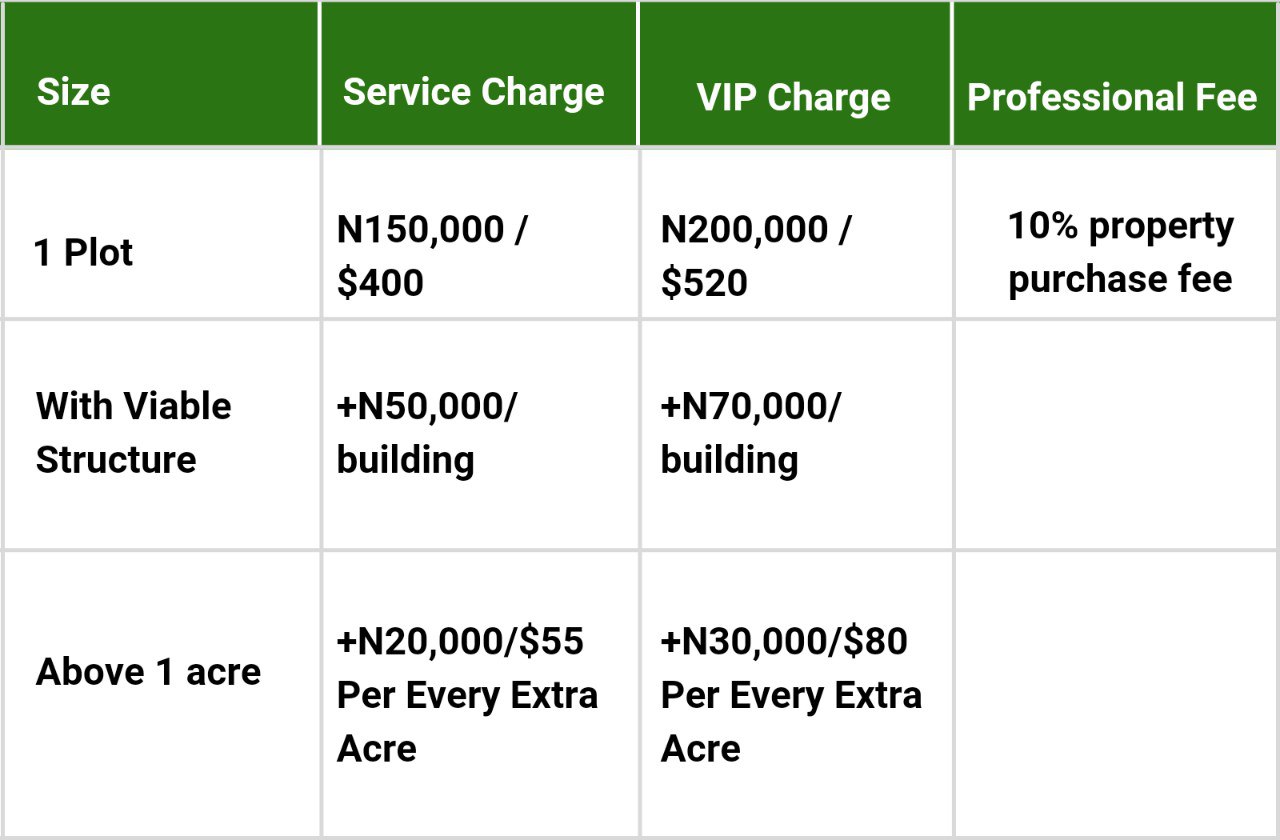 Size
Service Charge
VIP Charge
Professional Fee
1 Plot
N150,000 /
$400
N200,000 /
$520
10% property
purchase fee
With Viable
Structure
+N50,000/
building
+N70,000/
building
Above 1 acre
+N20,000/$55
Per Every Extra
Acre
+N30,000/$80
Per Every Extra
Acre